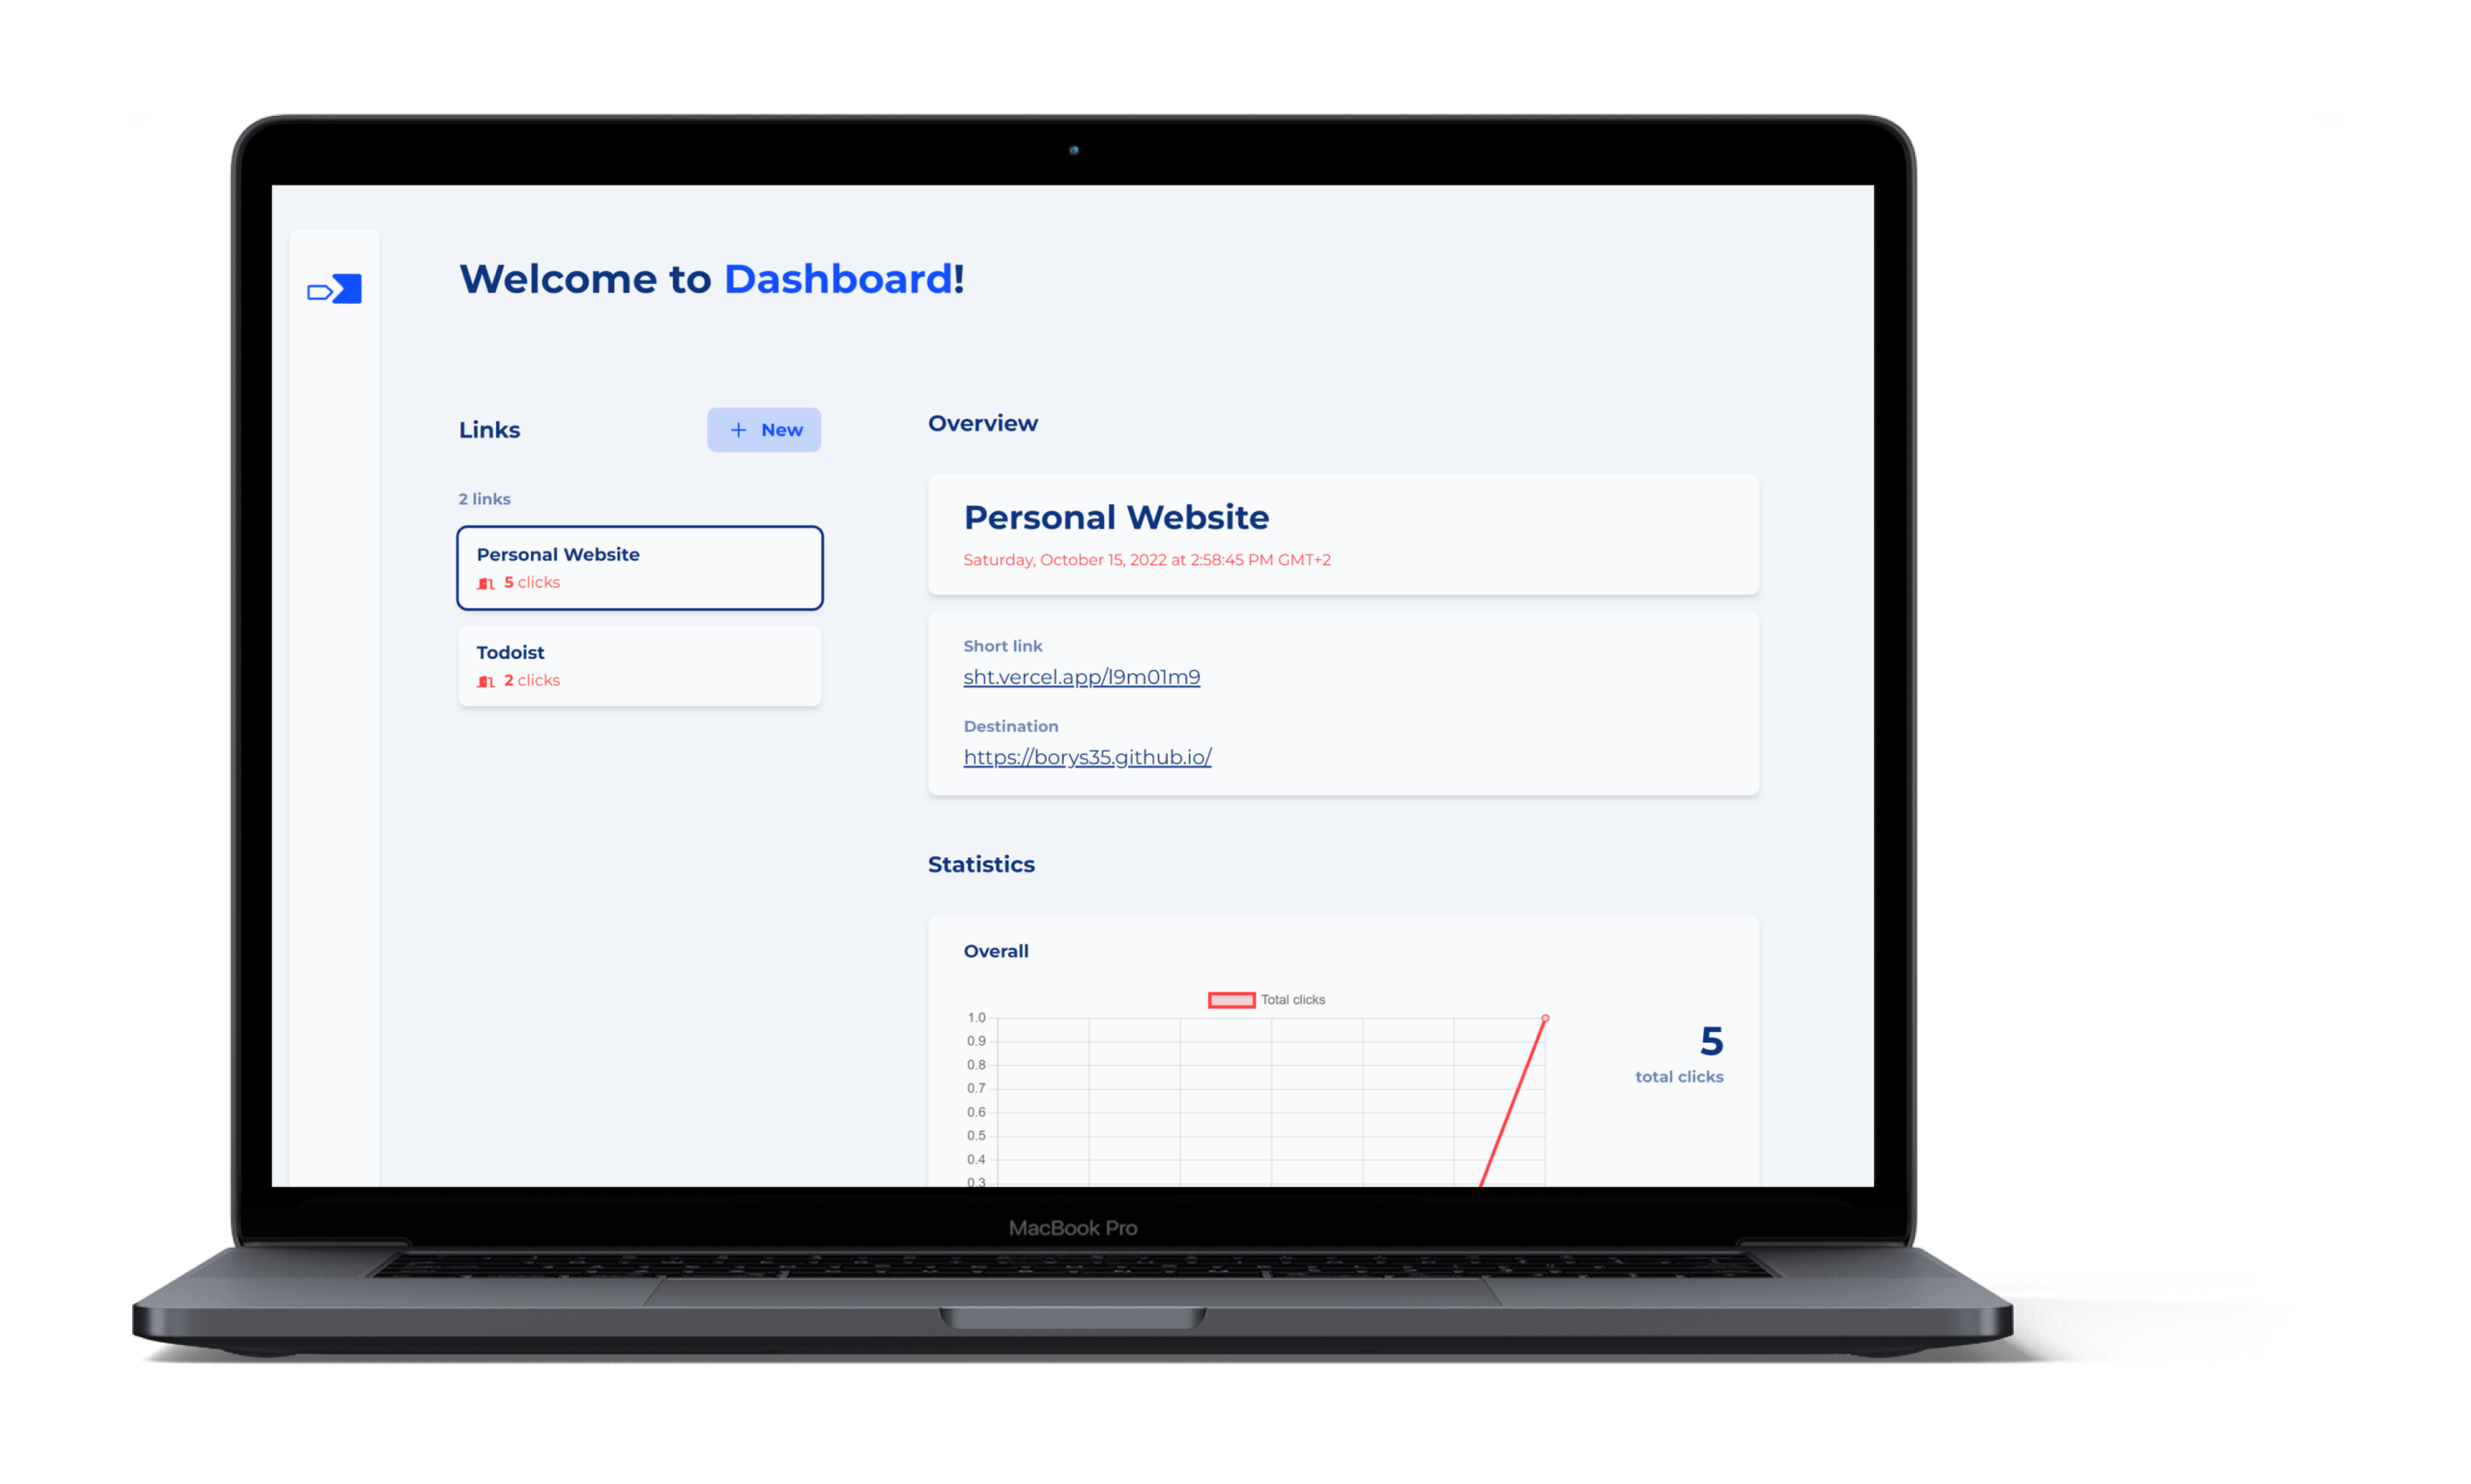 Welcome to Dashboard!
Links
+ New
2 links
Personal Website
5 clicks
Todoist
2 clicks
Overview
Personal Website
Saturday, October 15, 2022 at 2:58:45 PM GMT+2
Short link
sht.vercel.app/l9m01m9
Destination
https://borys35.github.io/
Statistics
Overall
Total clicks
1.0
0.9
0.8
0.7
0.6
0.5
0.4
0.3
5
total clicks
MacBook Pro